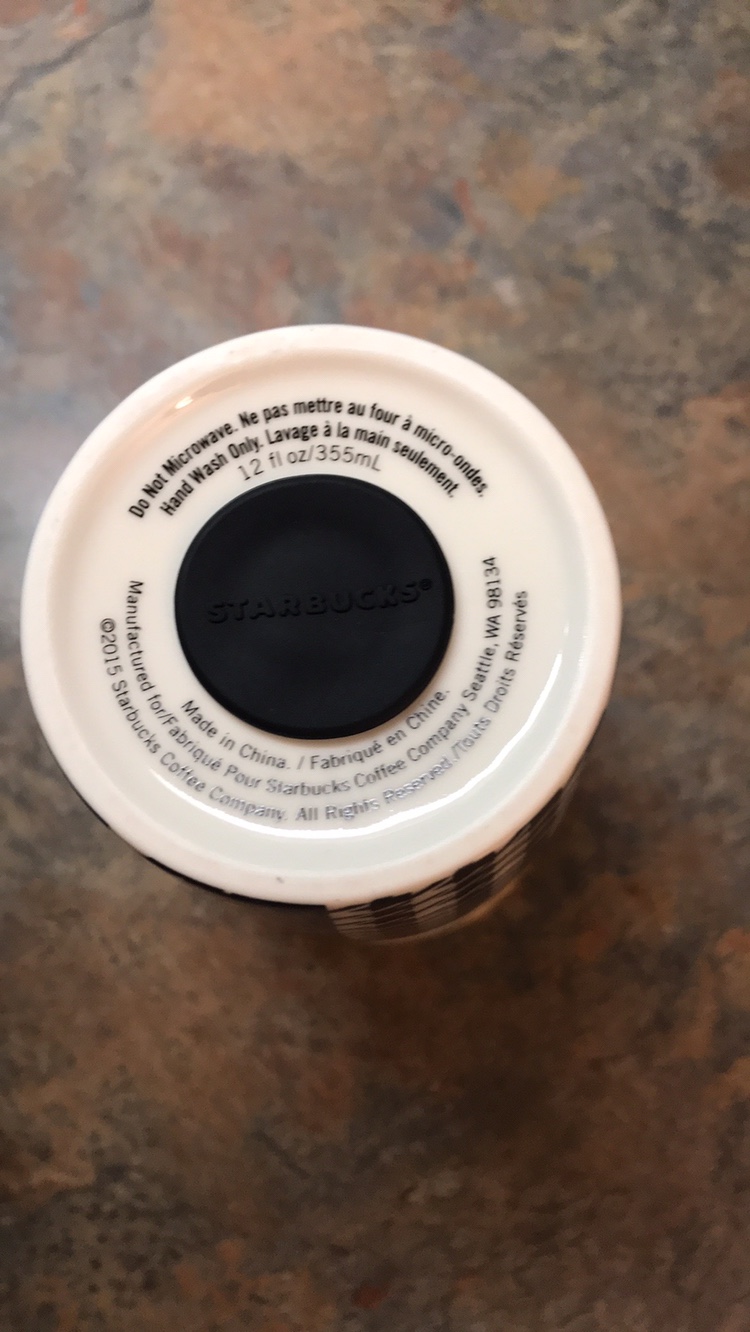 Do Not Microwave. Ne pas mettre au four à micro-ondes.
Hand Wash Only. Lavage à la main seulement.
12 fl oz/355mL
STARBUCKS®
Made in China. / Fabriqué en Chine.
Manufactured for/Fabriqué Pour Starbucks Coffee Company Seattle, WA 98134
©2015 Starbucks Coffee Company. All Rights Reserved./Touts Droits Réservés